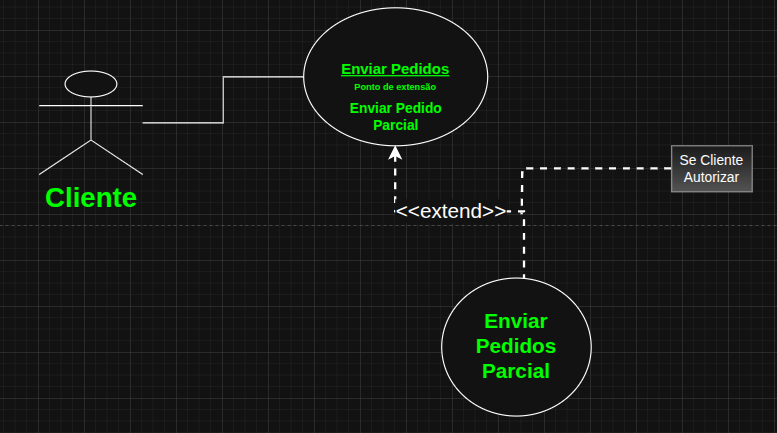 Enviar Pedidos
Ponto de extensão
Enviar Pedido
Parcial
Cliente
Se Cliente
Autorizar
<<extend>>
Enviar
Pedidos
Parcial